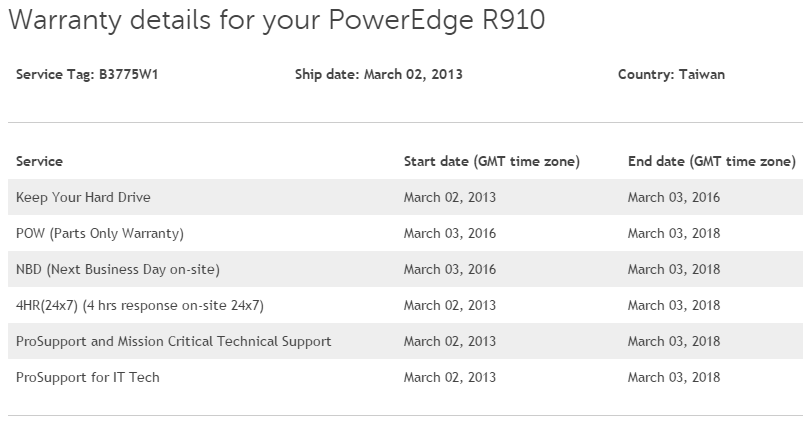 Warranty details for your PowerEdge R910
Service Tag: B3775W1 Ship date: March 02, 2013 Country: Taiwan
Service Start date (GMT time zone) End date (GMT time zone)
Keep Your Hard Drive March 02, 2013 March 03, 2016
POW (Parts Only Warranty) March 03, 2016 March 03, 2018
NBD (Next Business Day on-site) March 03, 2016 March 03, 2018
4HR(24x7) (4 hrs response on-site 24x7) March 02, 2013 March 03, 2018
ProSupport and Mission Critical Technical Support March 02, 2013 March 03, 2018
ProSupport for IT Tech March 02, 2013 March 03, 2018